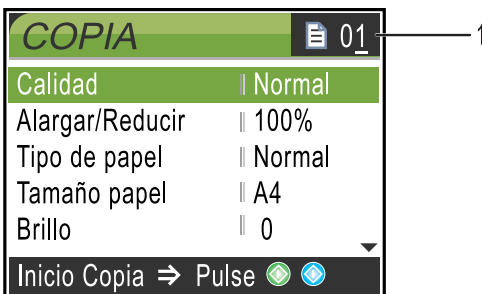 COPIA 01 1
Calidad Normal
Alargar/Reducir 100%
Tipo de papel Normal
Tamaño papel A4
Brillo 0
Inicio Copia ⇒ Pulse